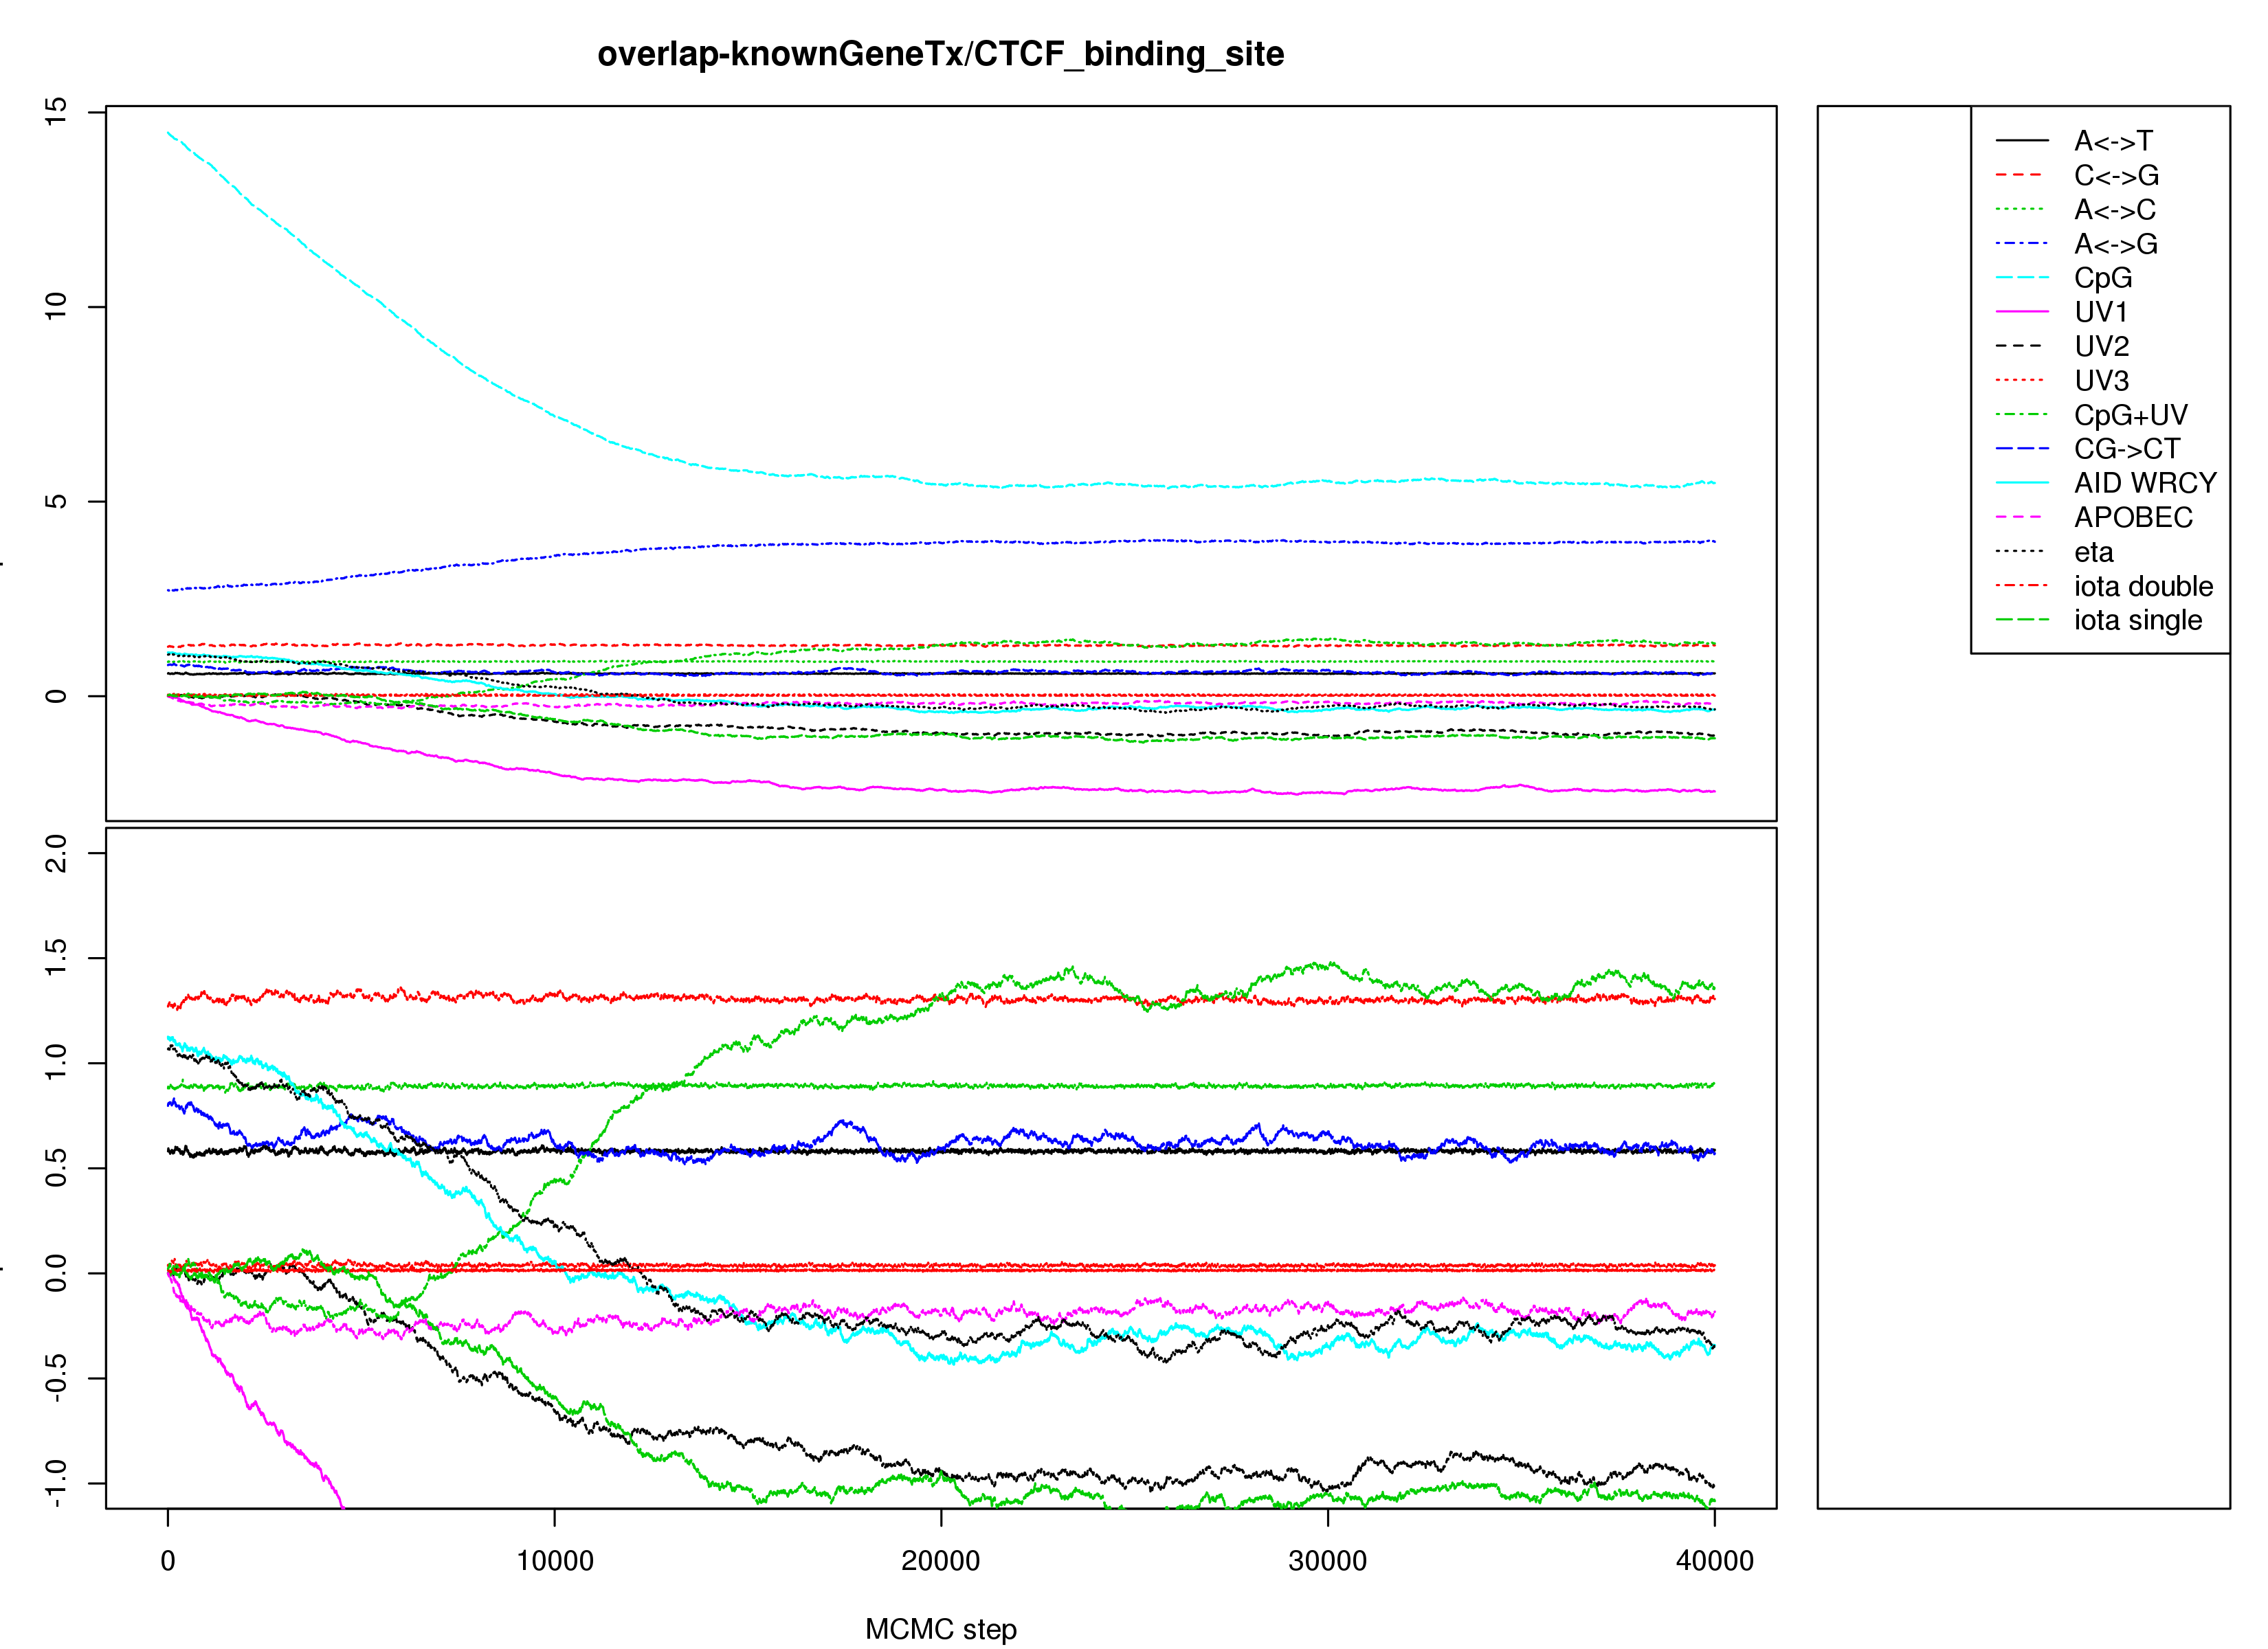 overlap-knownGeneTx/CTCF_binding_site
15
10
5
0
2.0
1.5
1.0
0.5
0.0
-0.5
-1.0
0 10000 20000 30000 40000
MCMC step
A<->T
C<->G
A<->C
A<->G
CpG
UV1
UV2
UV3
CpG+UV
CG->CT
AID WRCY
APOBEC
eta
iota double
iota single